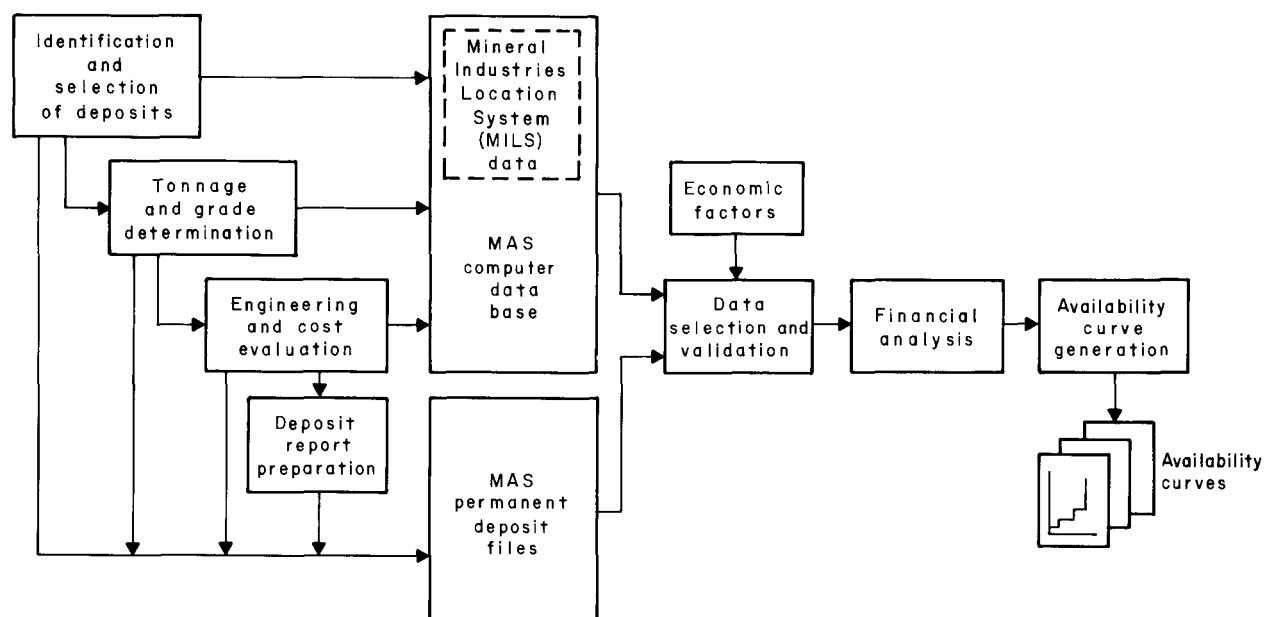 Identification
and
selection
of deposits
Mineral
Industries
Location
System
(MILS)
data
Tonnage
and grade
determination
Economic
factors
MAS
computer
data
base
Engineering
and cost
evaluation
Data
selection and
validation
Financial
analysis
Availability
curve
generation
Deposit
report
preparation
MAS
permanent
deposit
files
Availability
curves